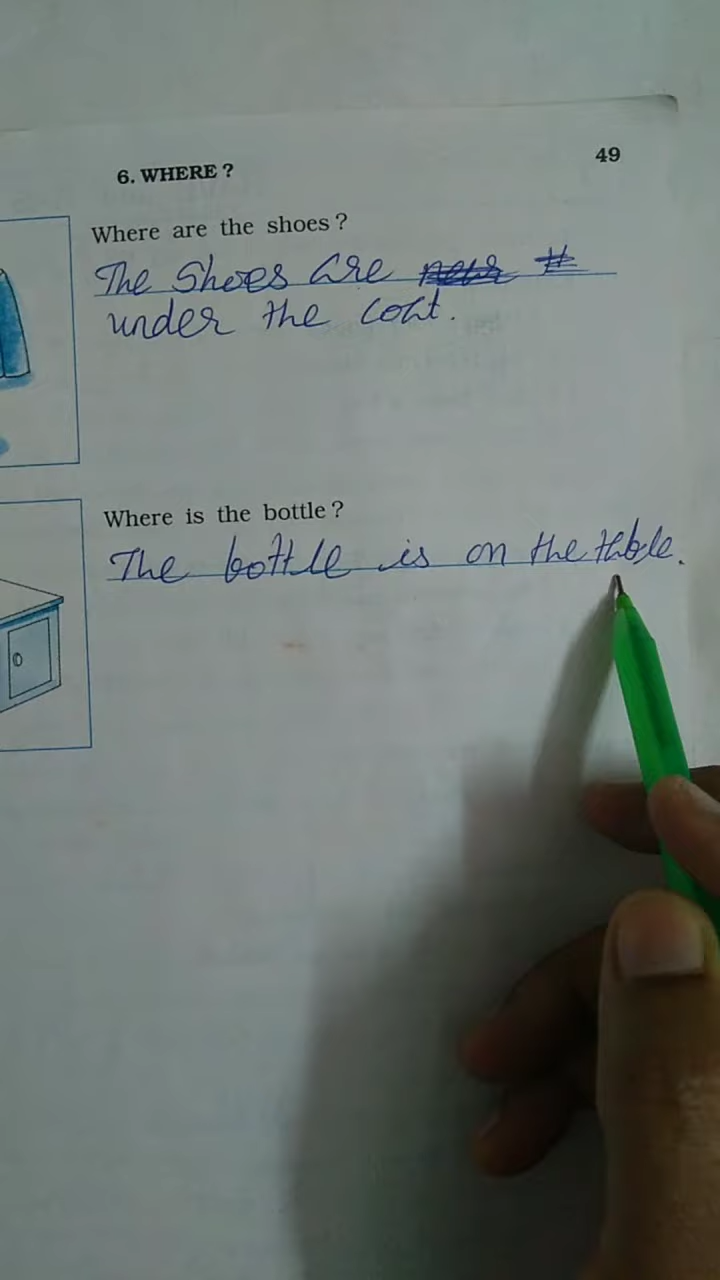 6. WHERE ?
49
Where are the shoes ?
The Shoes are
under the coat.
Where is the bottle ?
The bottle is on the table.